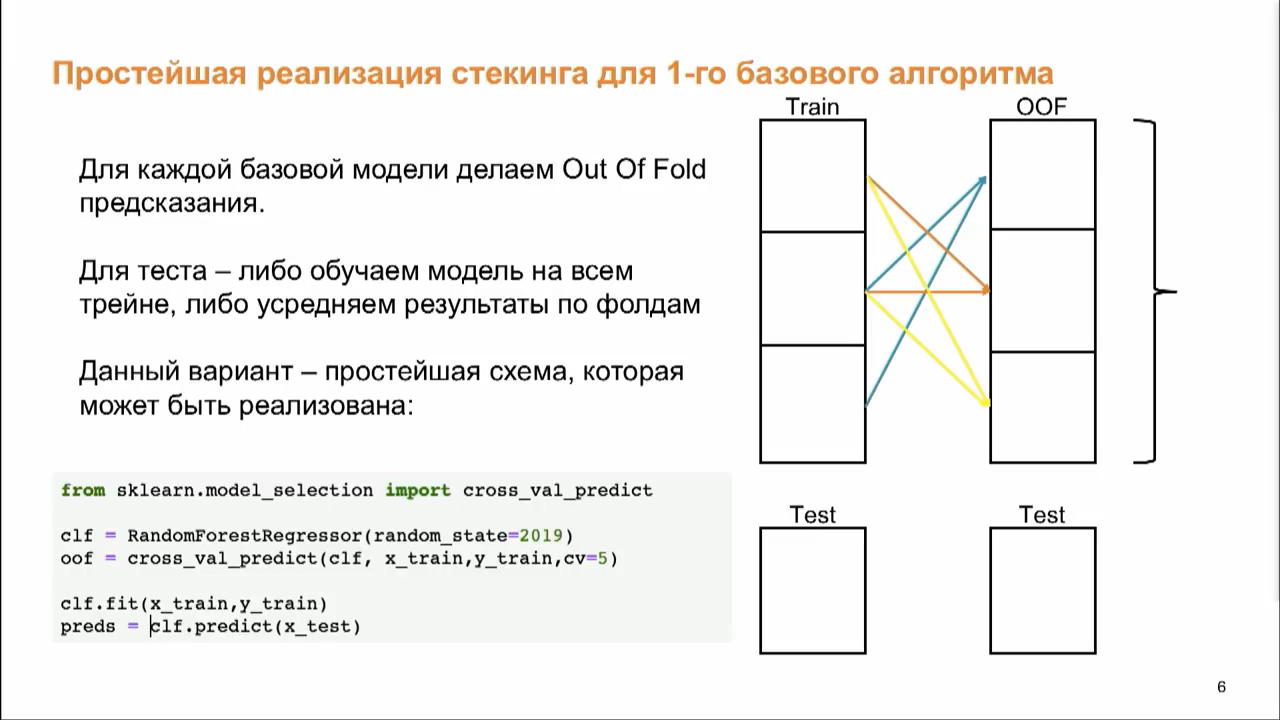 Простейшая реализация стекинга для 1-го базового алгоритма
Train
OOF
Для каждой базовой модели делаем Out Of Fold
предсказания.
Для теста – либо обучаем модель на всем
трейне, либо усредняем результаты по фолдам
Данный вариант – простейшая схема, которая
может быть реализована:
from sklearn.model_selection import cross_val_predict
clf = RandomForestRegressor(random_state=2019)
oof = cross_val_predict(clf, x_train,y_train,cv=5)
clf.fit(x_train,y_train)
preds = clf.predict(x_test)
Test
Test
6